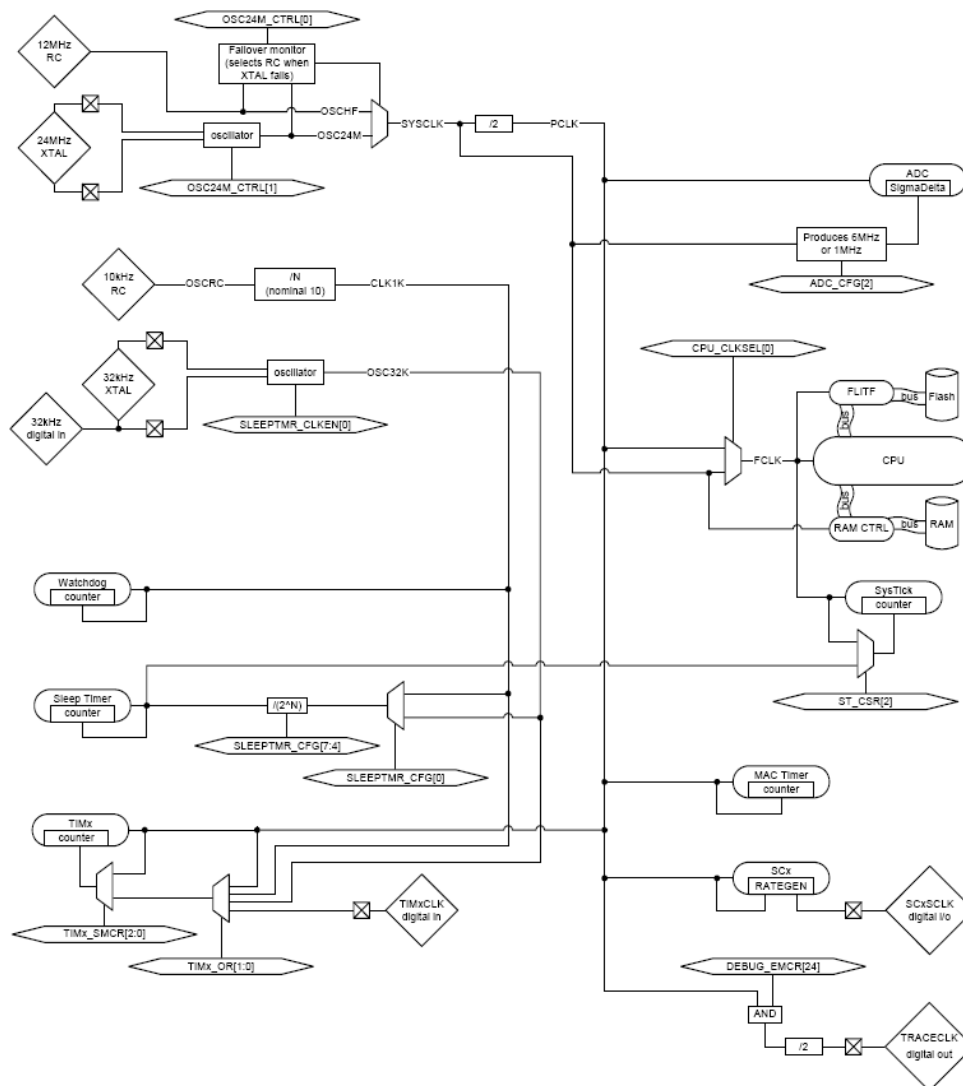 OSC24M_CTRL[0]
12MHz
RC
Failover monitor
(selects RC when
XTAL fails)
OSCHF
SYSCLK
/2
PCLK
24MHz
XTAL
oscillator
OSC24M
OSC24M_CTRL[1]
ADC
SigmaDelta
Produces 6MHz
or 1MHz
ADC_CFG[2]
10kHz
RC
OSCRC
/N
(nominal 10)
CLK1K
32kHz
XTAL
oscillator
OSC32K
SLEEPTMR_CLKEN[0]
32kHz
digital in
CPU_CLKSEL[0]
FLITF
bus
Flash
bus
FCLK
CPU
bus
RAM CTRL
bus
RAM
Watchdog
counter
SysTick
counter
ST_CSR[2]
Sleep Timer
counter
/(2^N)
SLEEPTMR_CFG[7:4]
SLEEPTMR_CFG[0]
MAC Timer
counter
TIMx
counter
TIMx_SMCR[2:0]
TIMx_OR[1:0]
TIMxCLK
digital in
SCx
RATEGEN
SCxSCLK
digital i/o
DEBUG_EMCR[24]
AND
/2
TRACECLK
digital out